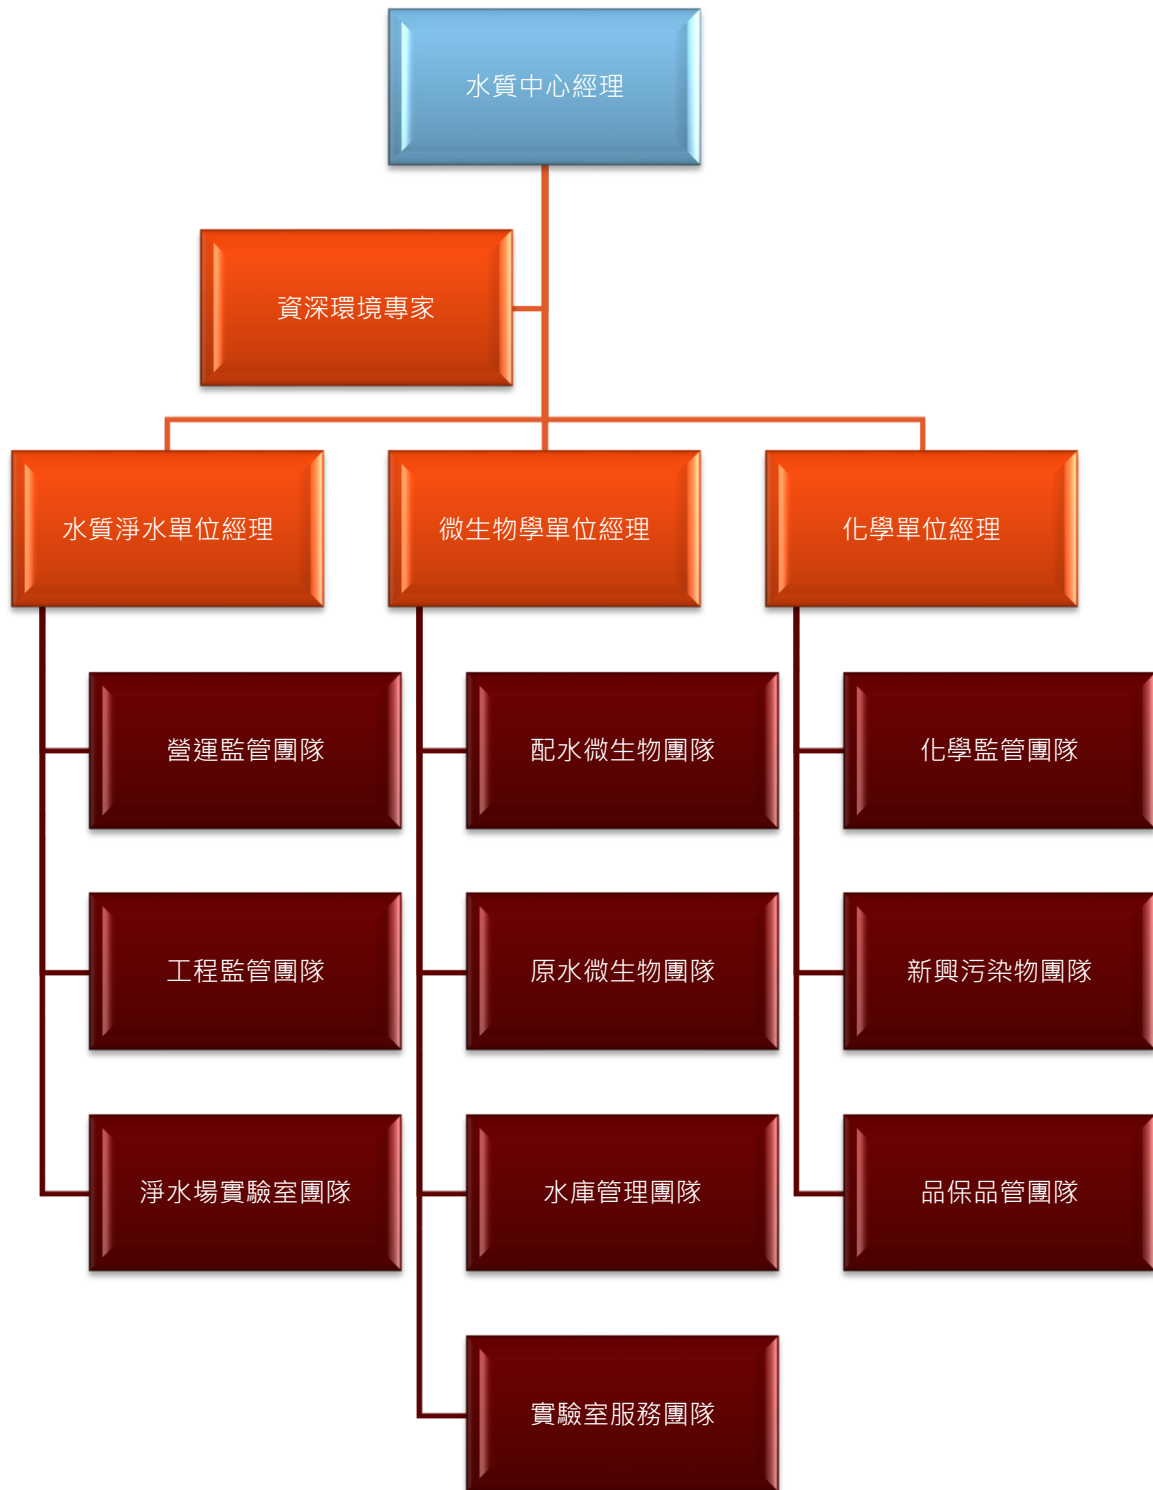 水質中心經理
資深環境專家
水質淨水單位經理
微生物學單位經理
化學單位經理
營運監管團隊
配水微生物團隊
化學監管團隊
工程監管團隊
原水微生物團隊
新興污染物團隊
淨水場實驗室團隊
水庫管理團隊
品保品管團隊
實驗室服務團隊